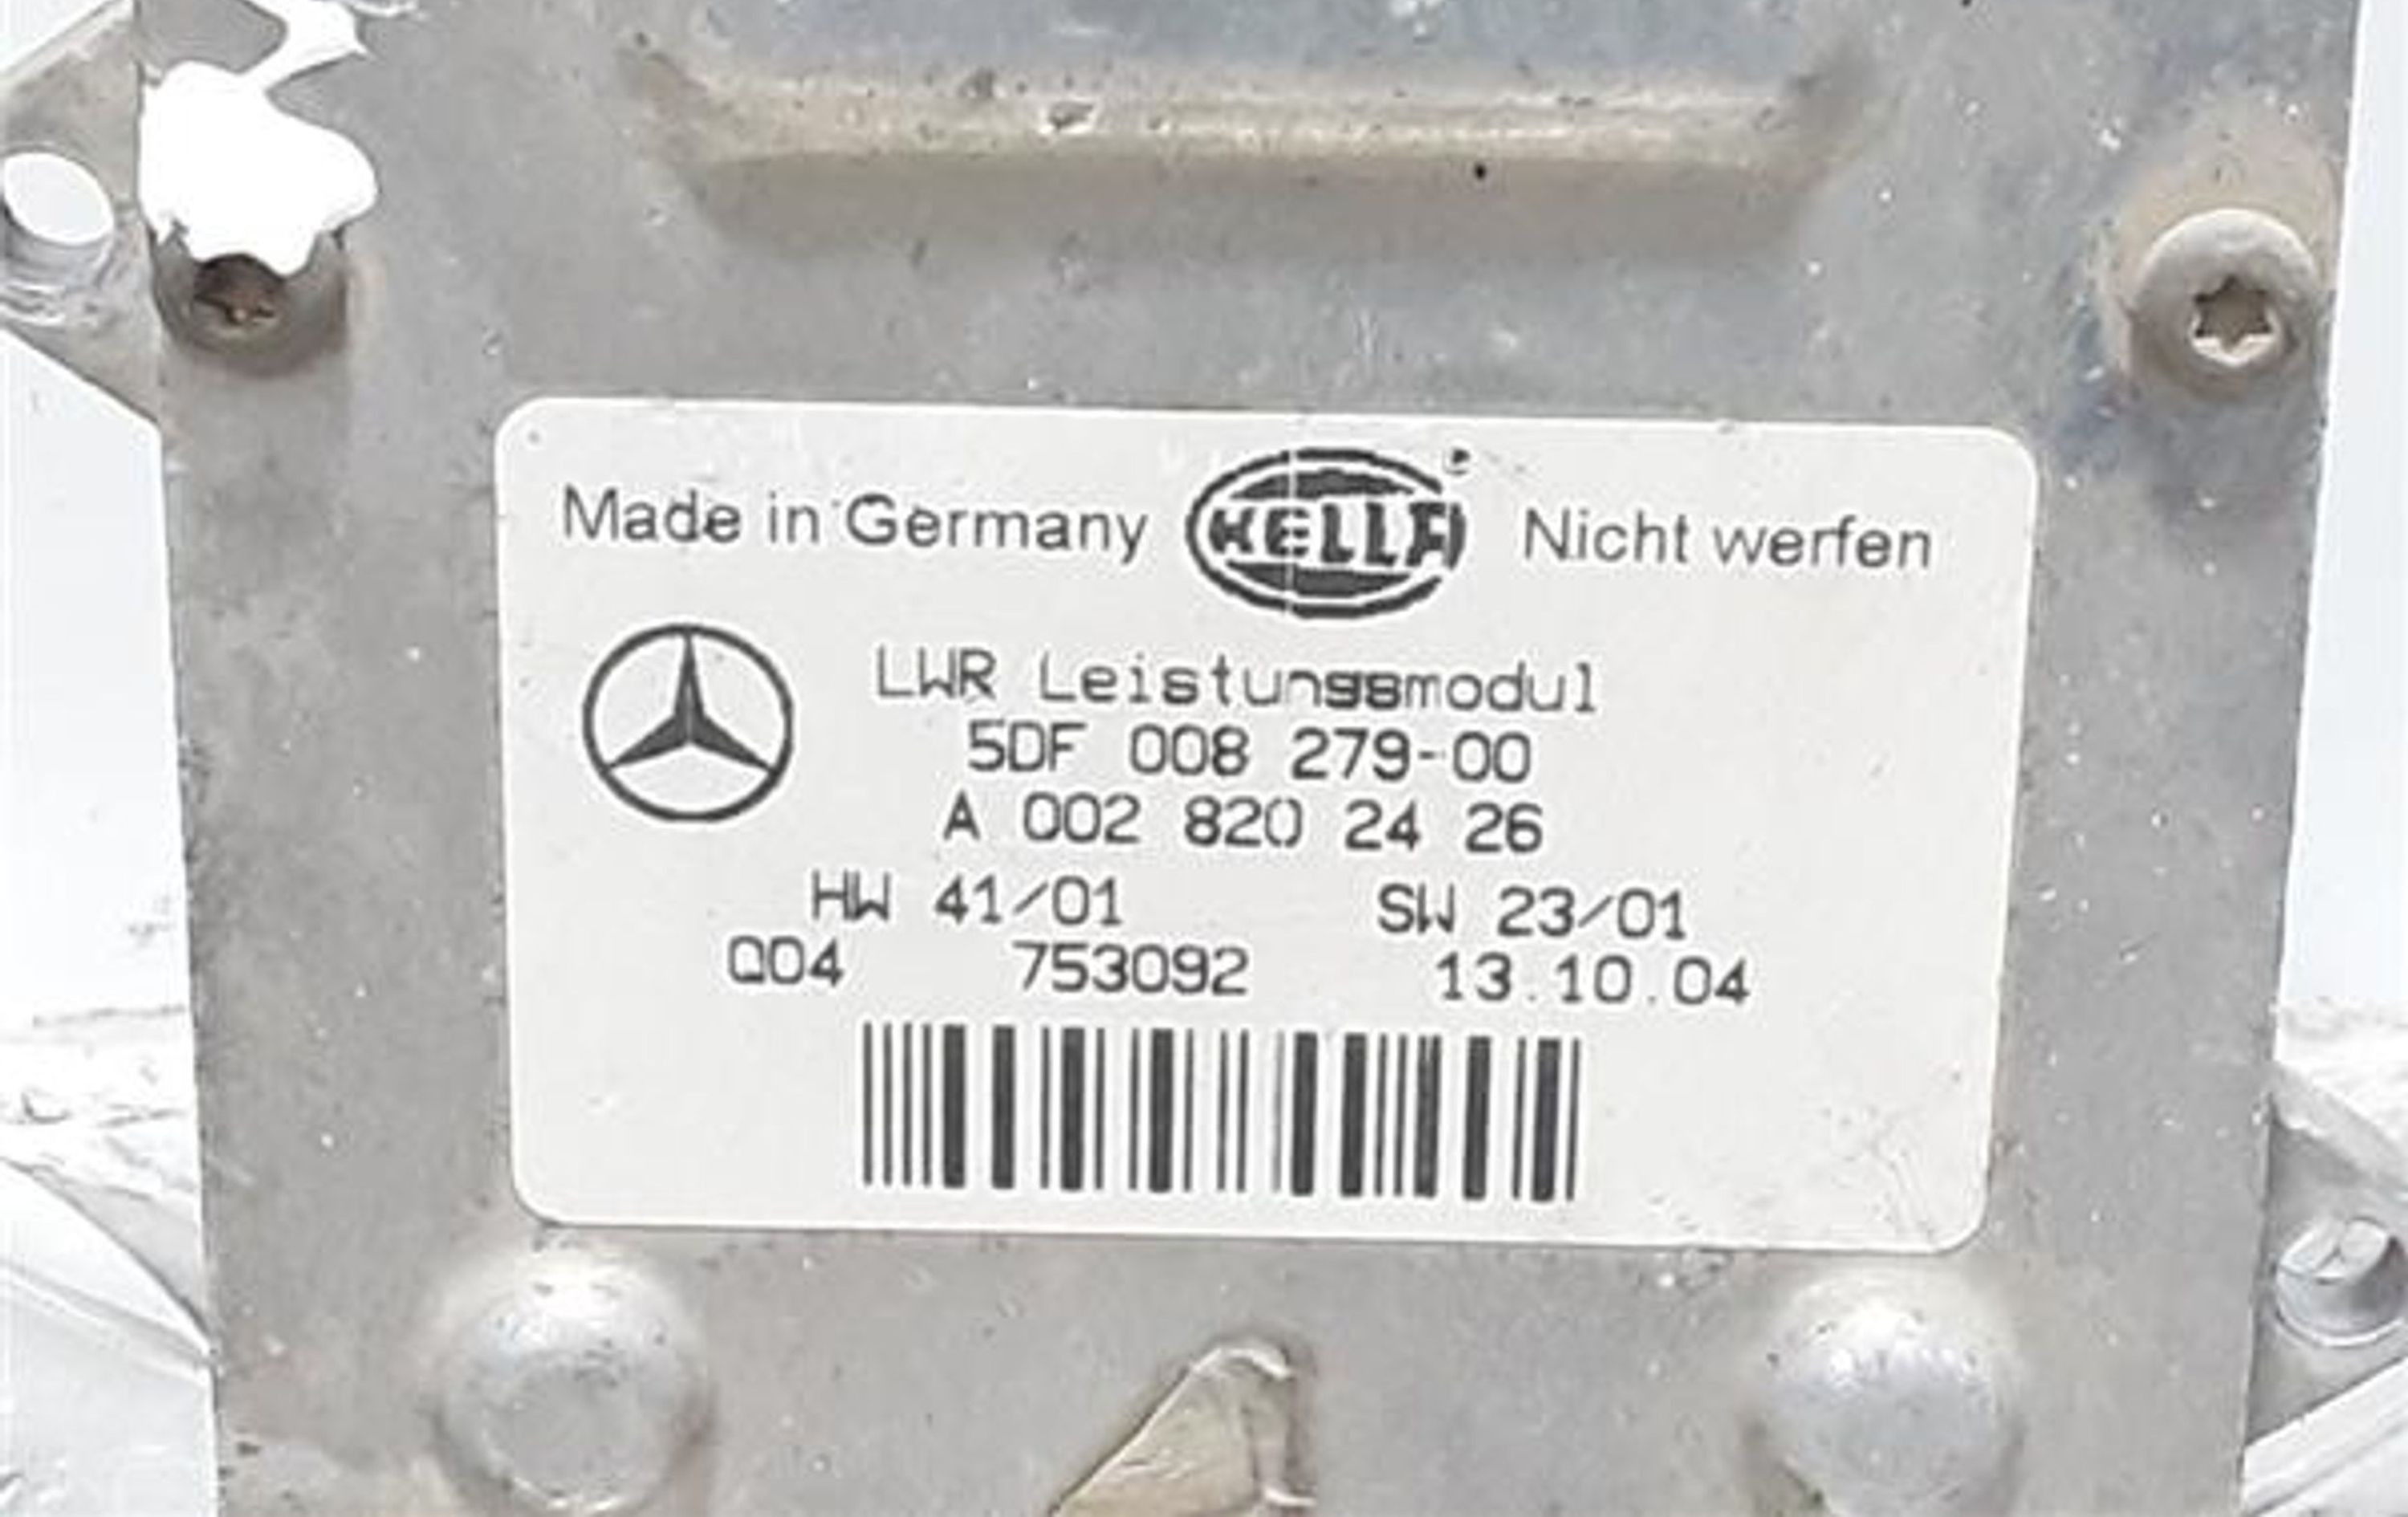 Made in Germany HELLA Nicht werfen
LWR Leistungsmodul
5DF 008 279-00
A 002 820 24 26
HW 41/01 SW 23/01
Q04 753092 13.10.04